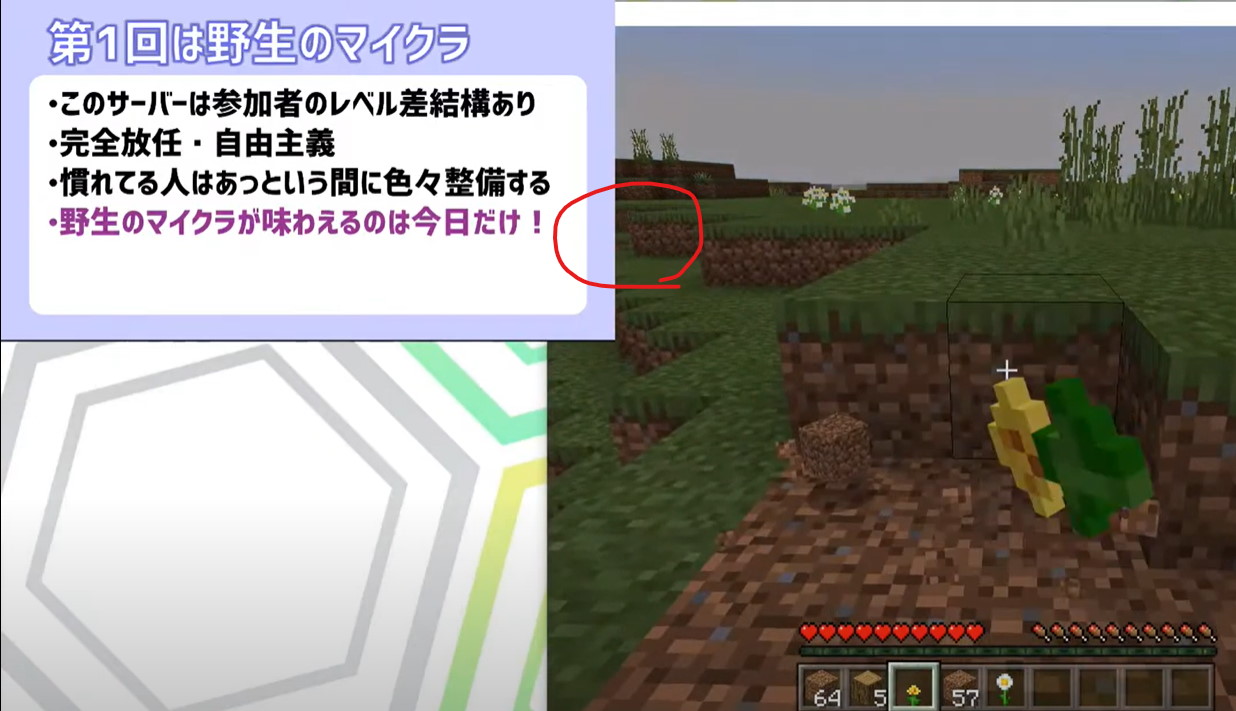 第1回は野生のマイクラ
・このサーバーは参加者のレベル差結構あり
・完全放任・自由主義
・慣れてる人はあっという間に色々整備する
・野生のマイクラが味わえるのは今日だけ！
64 5 57